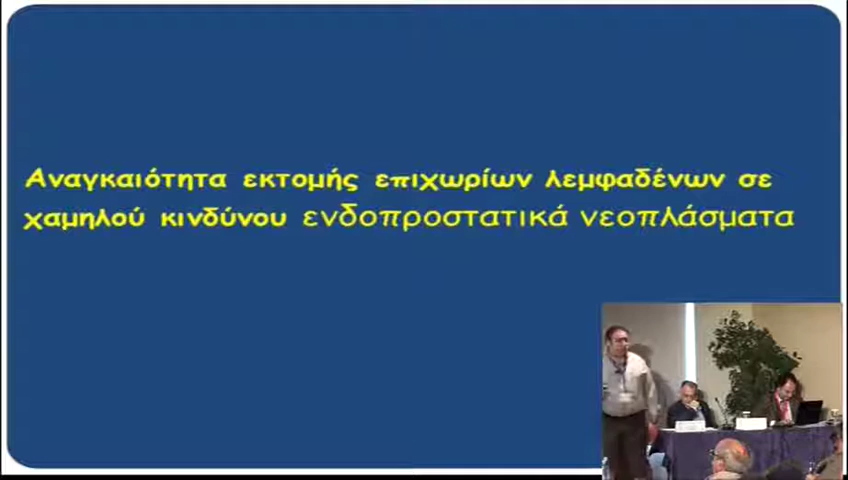 Αναγκαιότητα εκτομής επιχωρίων λεμφαδένων σε
χαμηλού κινδύνου ενδοπροστατικά νεοπλάσματα